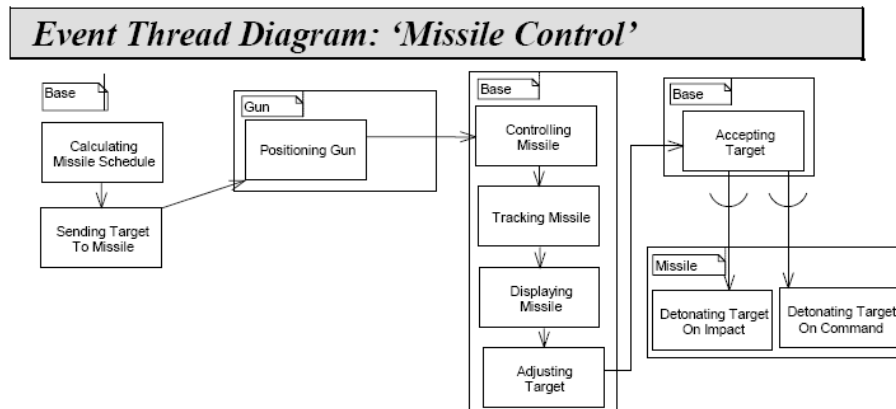 Event Thread Diagram: ‘Missile Control’
Base
Calculating
Missile Schedule
Sending Target
To Missile
Gun
Positioning Gun
Base
Controlling
Missile
Tracking Missile
Displaying
Missile
Adjusting
Target
Base
Accepting
Target
Missile
Detonating Target
On Impact
Detonating Target
On Command